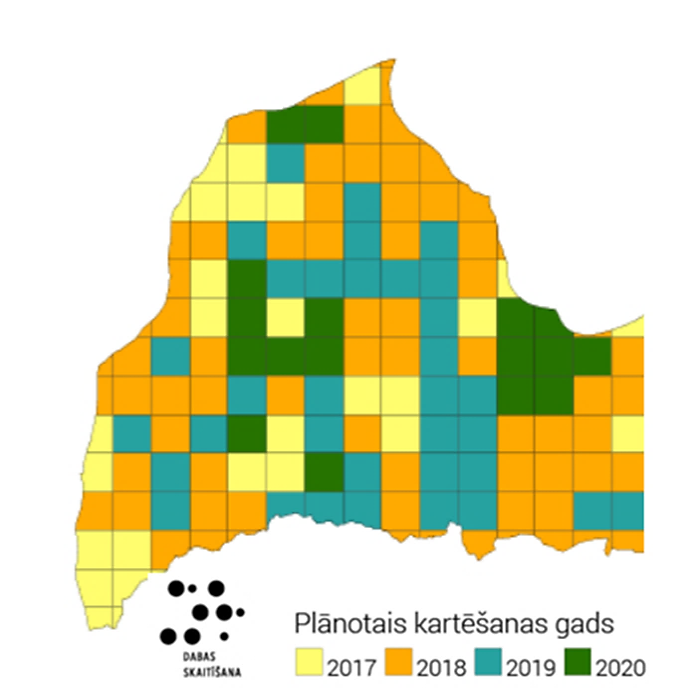 Plānotais kartēšanas gads
2017 2018 2019 2020
DABAS
SKAITĪŠANA